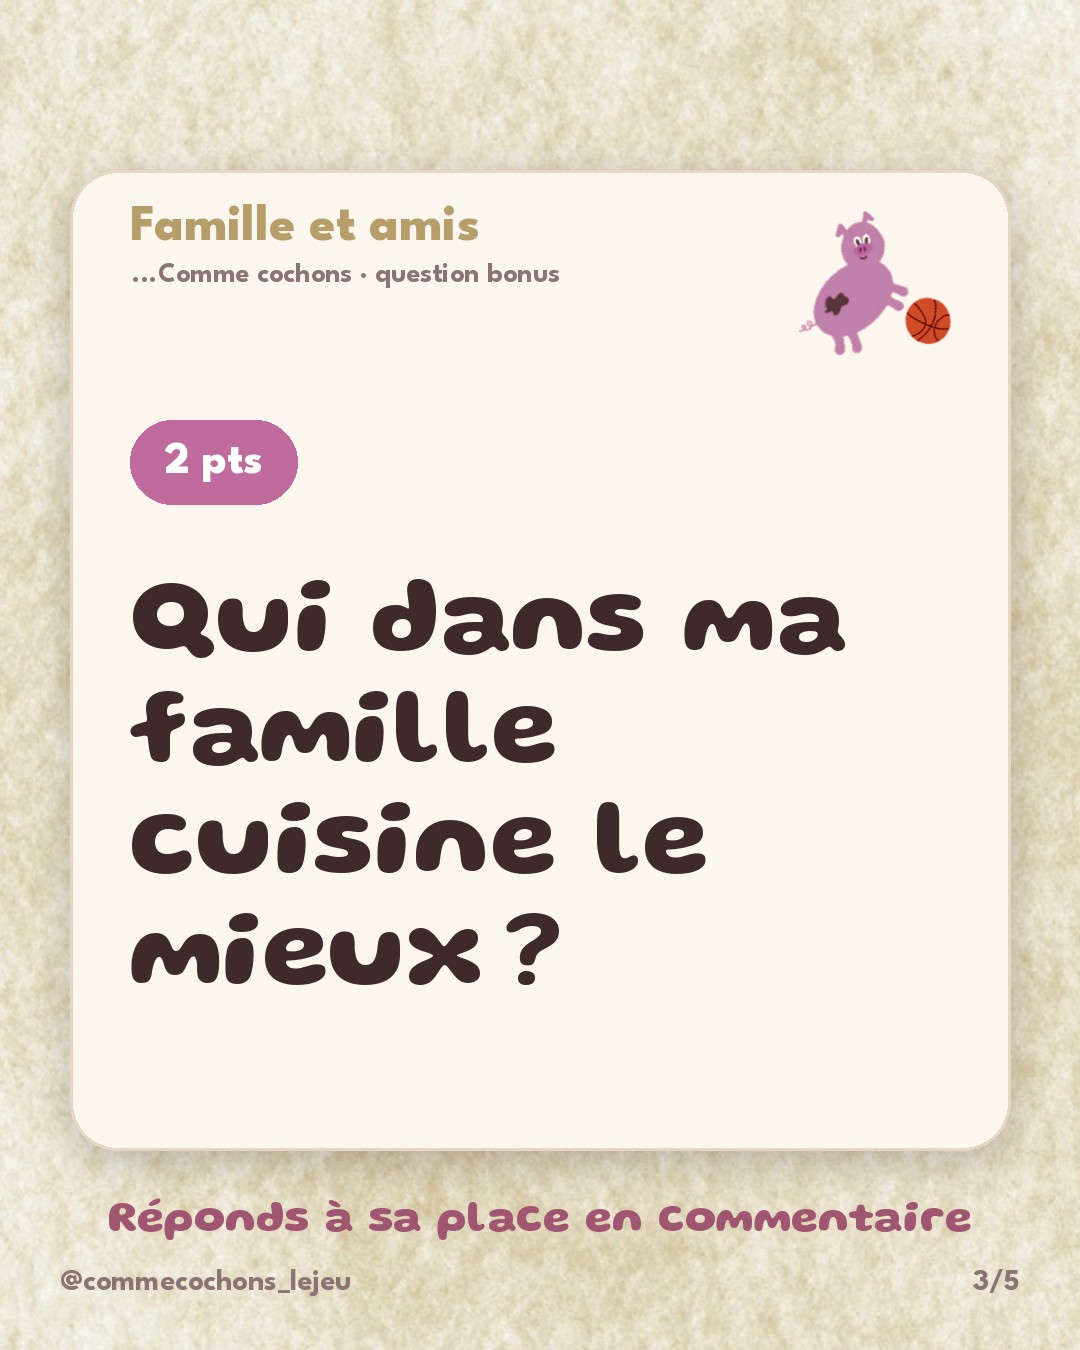 Famille et amis
...Comme cochons · question bonus
2 pts
Qui dans ma
famille
cuisine le
mieux ?
Réponds à sa place en commentaire
@commecochons_lejeu
3/5